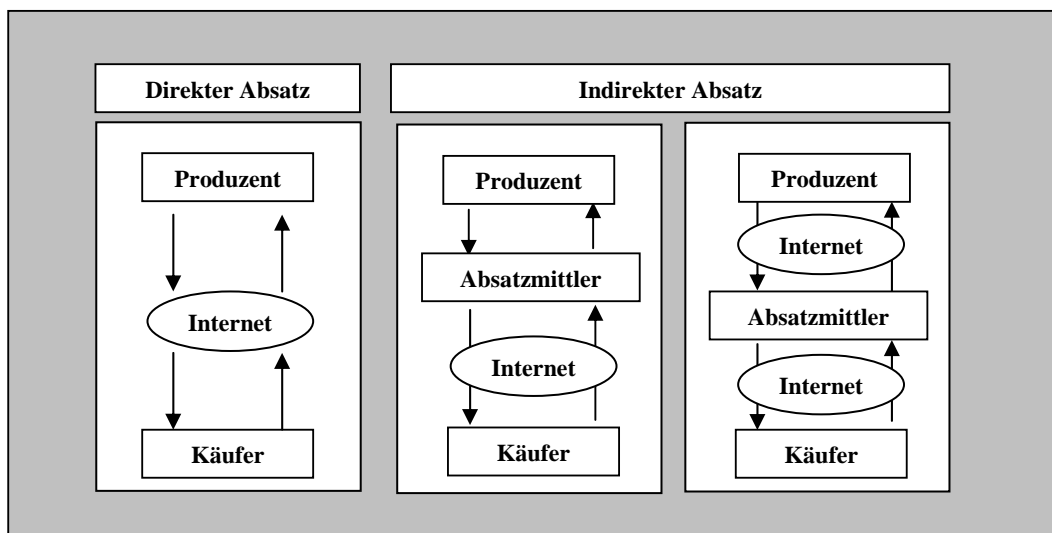 Direkter Absatz
Indirekter Absatz
Produzent
Internet
Käufer
Produzent
Absatzmittler
Internet
Käufer
Produzent
Internet
Absatzmittler
Internet
Käufer